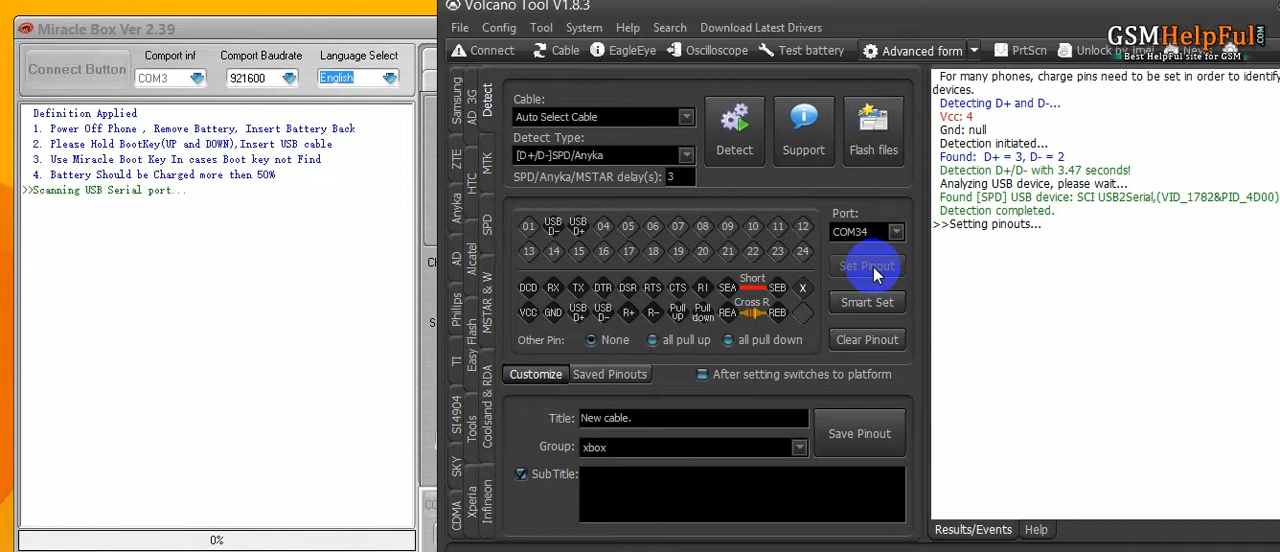 Miracle Box Ver 2.39
Connect Button
Comport inf
Comport Baudrate
Language Select
COM3
921600
English
Definition Applied
1. Power Off Phone , Remove Battery, Insert Battery Back
2. Please Hold BootKey(UP and DOWN),Insert USB cable
3. Use Miracle Boot Key In cases Boot key not Find
4. Battery Should be Charged more then 50%
>>Scanning USB Serial port...
0%
Volcano Tool V1.8.3
File Config Tool System Help Search Download Latest Drivers
Connect Cable EagleEye Oscilloscope Test battery Advanced form PrtScn Unlock by imei
GSMHelpFul.COM
Best HelpFul site for GSM
Samsung
ZTE
Anyka
AD
Philips
TI
SI4904
SKY
CDMA
AD 3G
HTC
Alcatel
Easy Flash
Tools
Xperia
Detect
MTK
SPD
MSTAR & W
Coolsand & RDA
Infineon
Cable:
Auto Select Cable
Detect Type:
[D+/D-]SPD/Anyka
SPD/Anyka/MSTAR delay(s): 3
Detect
Support
Flash files
01 USB D- USB D+ 04 05 06 07 08 09 10 11 12
13 14 15 16 17 18 19 20 21 22 23 24
Short
DCD RX TX DTR DSR RTS CTS RI SEA SEB X
Cross R
VCC GND USB D+ USB D- R+ R- Pull up Pull down REA REB
Other Pin: None all pull up all pull down
Port:
COM34
Set Pinout
Smart Set
Clear Pinout
Customize Saved Pinouts
After setting switches to platform
Title: New cable.
Group: xbox
SubTitle:
Save Pinout
For many phones, charge pins need to be set in order to identify
devices.
Detecting D+ and D-...
Vcc: 4
Gnd: null
Detection initiated...
Found: D+ = 3, D- = 2
Detection D+/D- with 3.47 seconds!
Analyzing USB device, please wait...
Found [SPD] USB device: SCI USB2Serial,(VID_1782&PID_4D00)
Detection completed.
>>Setting pinouts...
Results/Events Help